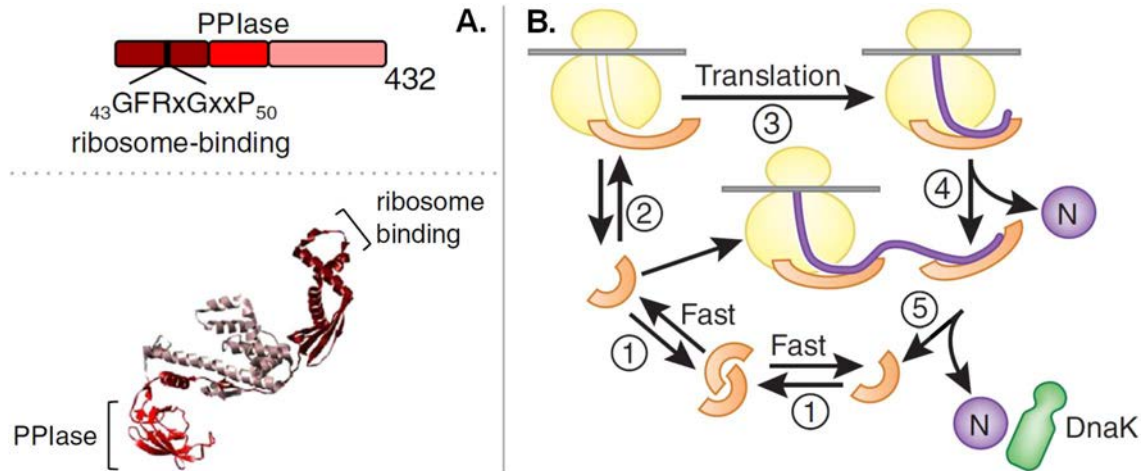 A.
PPIase
432
₄₃GFRxGxxP₅₀
ribosome-binding
ribosome
binding
PPIase
B.
Translation
③
②
④
N
Fast
①
Fast
①
⑤
N
DnaK